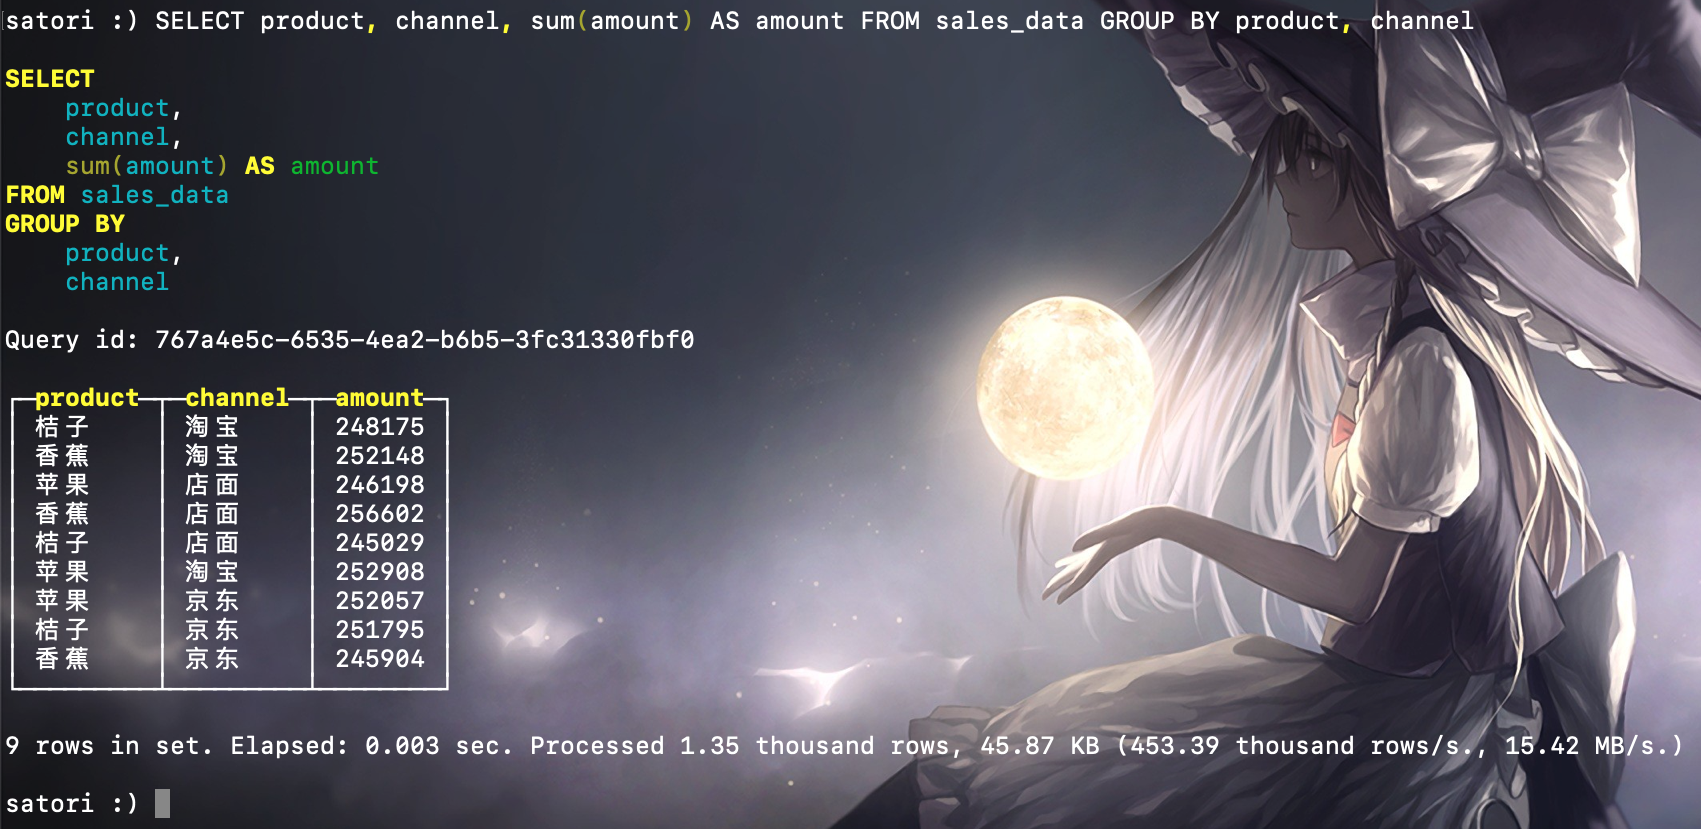 satori :) SELECT product, channel, sum(amount) AS amount FROM sales_data GROUP BY product, channel
SELECT
product,
channel,
sum(amount) AS amount
FROM sales_data
GROUP BY
product,
channel
Query id: 767a4e5c-6535-4ea2-b6b5-3fc31330fbf0
product channel amount
桔子 淘宝 248175
香蕉 淘宝 252148
苹果 店面 246198
香蕉 店面 256602
桔子 店面 245029
苹果 淘宝 252908
苹果 京东 252057
桔子 京东 251795
香蕉 京东 245904
9 rows in set. Elapsed: 0.003 sec. Processed 1.35 thousand rows, 45.87 KB (453.39 thousand rows/s., 15.42 MB/s.)
satori :)